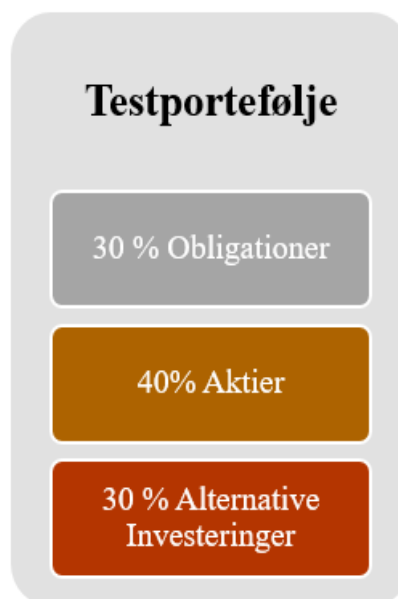 Testportefølje
30 % Obligationer
40% Aktier
30 % Alternative
Investeringer